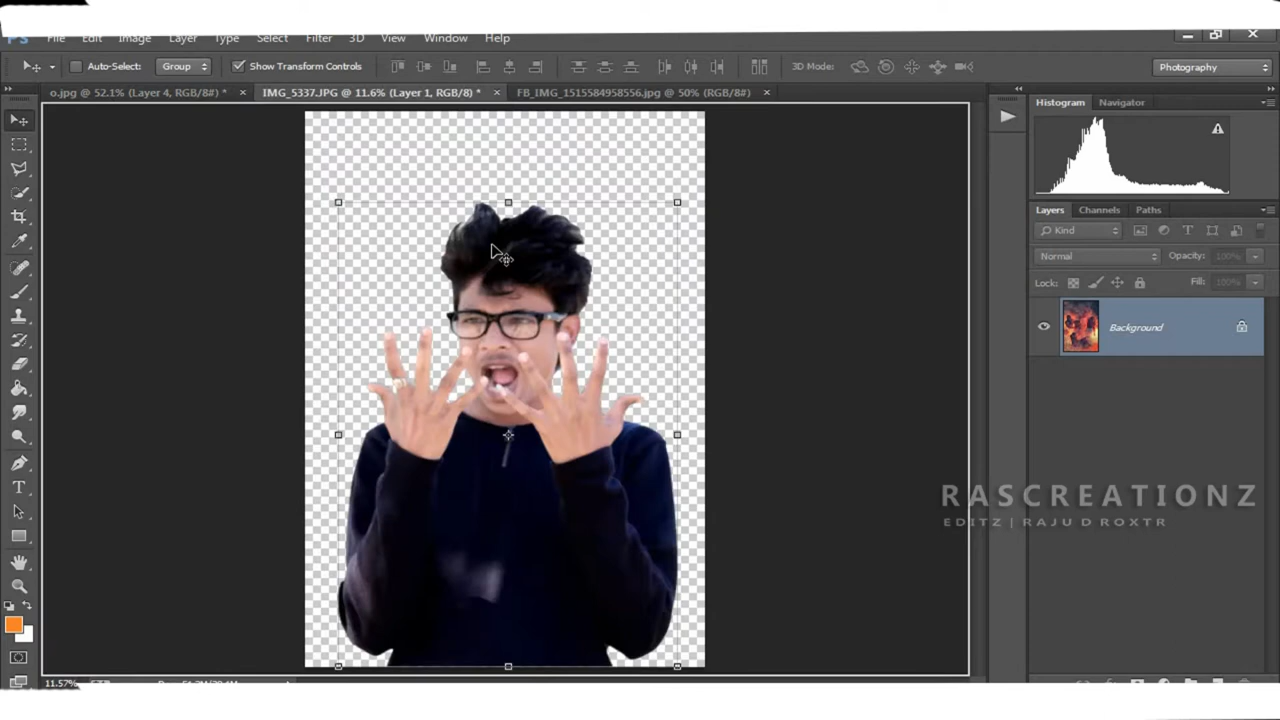 Ps File Edit Image Layer Type Select Filter 3D View Window Help
Auto-Select: Group Show Transform Controls 3D Mode: Photography
o.jpg @ 52.1% (Layer 4, RGB/8#) * IMG_5337.JPG @ 11.6% (Layer 1, RGB/8) * FB_IMG_1515584958556.jpg @ 50% (RGB/8#)
Histogram Navigator
Layers Channels Paths
Kind T
Normal Opacity: 100%
Lock: Fill: 100%
Background
T
RASCREATIONZ
EDITZ | RAJU D ROXTR
11.57%